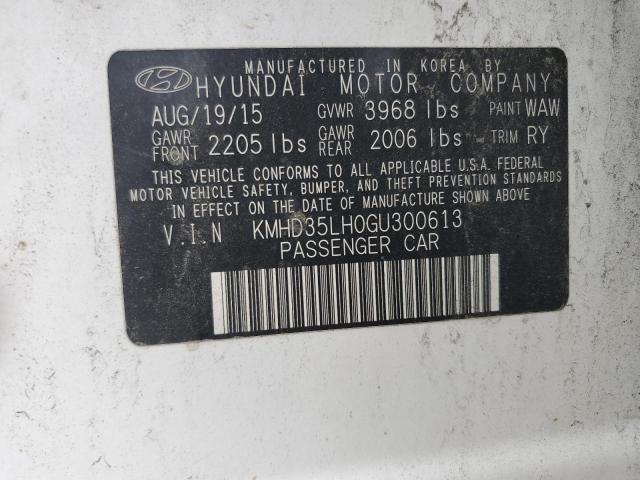 MANUFACTURED IN KOREA BY
HYUNDAI MOTOR COMPANY
AUG/19/15 GVWR 3968 lbs PAINT WAW
GAWR FRONT 2205 lbs GAWR REAR 2006 lbs TRIM RY
THIS VEHICLE CONFORMS TO ALL APPLICABLE U.S.A. FEDERAL
MOTOR VEHICLE SAFETY, BUMPER, AND THEFT PREVENTION STANDARDS
IN EFFECT ON THE DATE OF MANUFACTURE SHOWN ABOVE
V.I.N KMHD35LH0GU300613
PASSENGER CAR